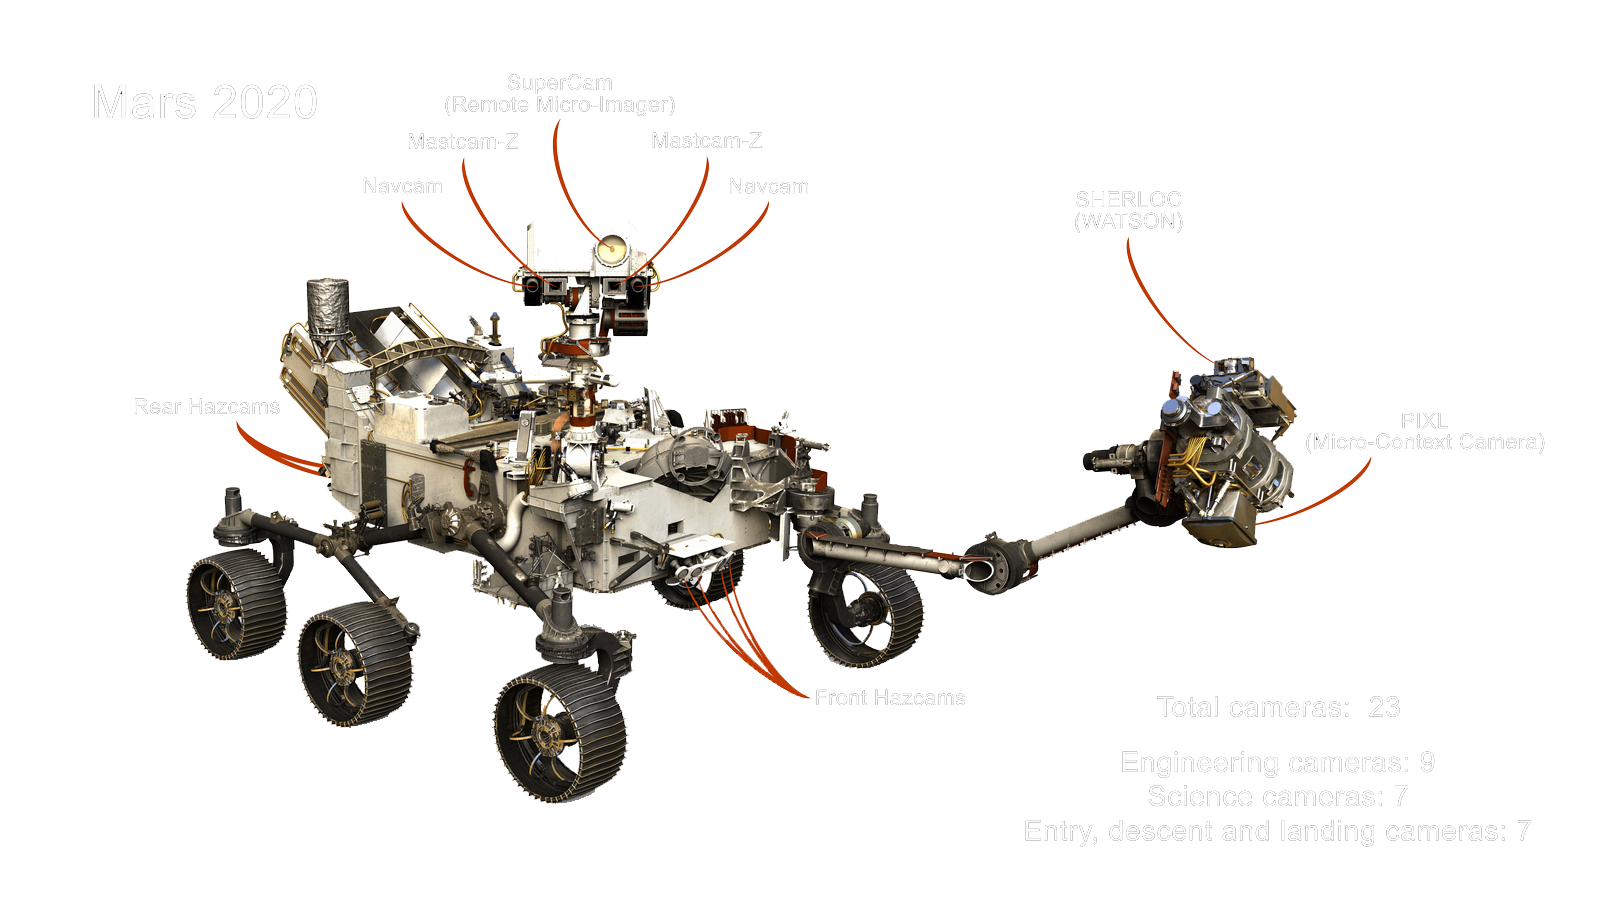 Mars 2020
SuperCam
(Remote Micro-Imager)
Mastcam-Z
Mastcam-Z
Navcam
Navcam
SHERLOC
(WATSON)
Rear Hazcams
PIXL
(Micro-Context Camera)
Front Hazcams
Total cameras: 23
Engineering cameras: 9
Science cameras: 7
Entry, descent and landing cameras: 7